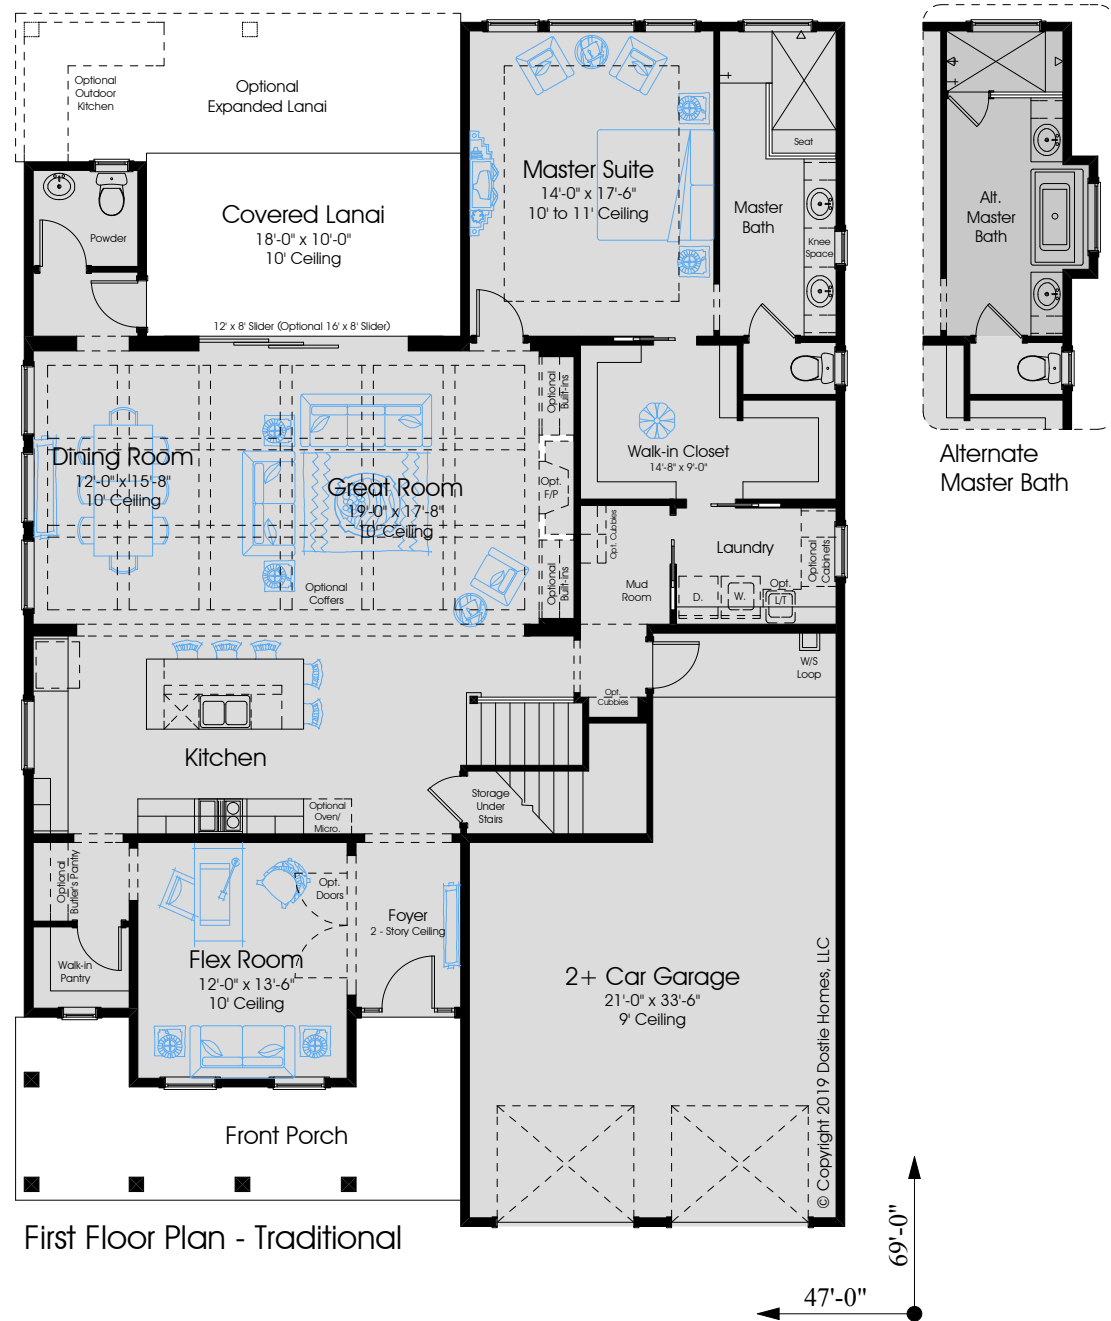 Optional
Outdoor
Kitchen
Optional
Expanded Lanai
Powder
Covered Lanai
18'-0" x 10'-0"
10' Ceiling
12' x 8' Slider (Optional 16' x 8' Slider)
Master Suite
14'-0" x 17'-6"
10' to 11' Ceiling
Seat
Master
Bath
Knee
Space
Alt.
Master
Bath
Alternate
Master Bath
Dining Room
12'-0" x 15'-8"
10' Ceiling
Great Room
19'-0" x 17'-8"
10' Ceiling
Optional
Coffers
Optional
Built-ins
Opt.
F/P
Optional
Built-ins
Walk-in Closet
14'-8" x 9'-0"
Opt. Cubbies
Mud
Room
Laundry
D.
W.
Opt.
L/T
Optional
Cabinets
W/S
Loop
Opt.
Cubbies
Kitchen
Optional
Oven/
Micro.
Storage
Under
Stairs
Optional
Butler's Pantry
Walk-in
Pantry
Opt.
Doors
Flex Room
12'-0" x 13'-6"
10' Ceiling
Foyer
2 - Story Ceiling
2+ Car Garage
21'-0" x 33'-6"
9' Ceiling
© Copyright 2019 Dostie Homes, LLC
Front Porch
First Floor Plan - Traditional
69'-0"
47'-0"